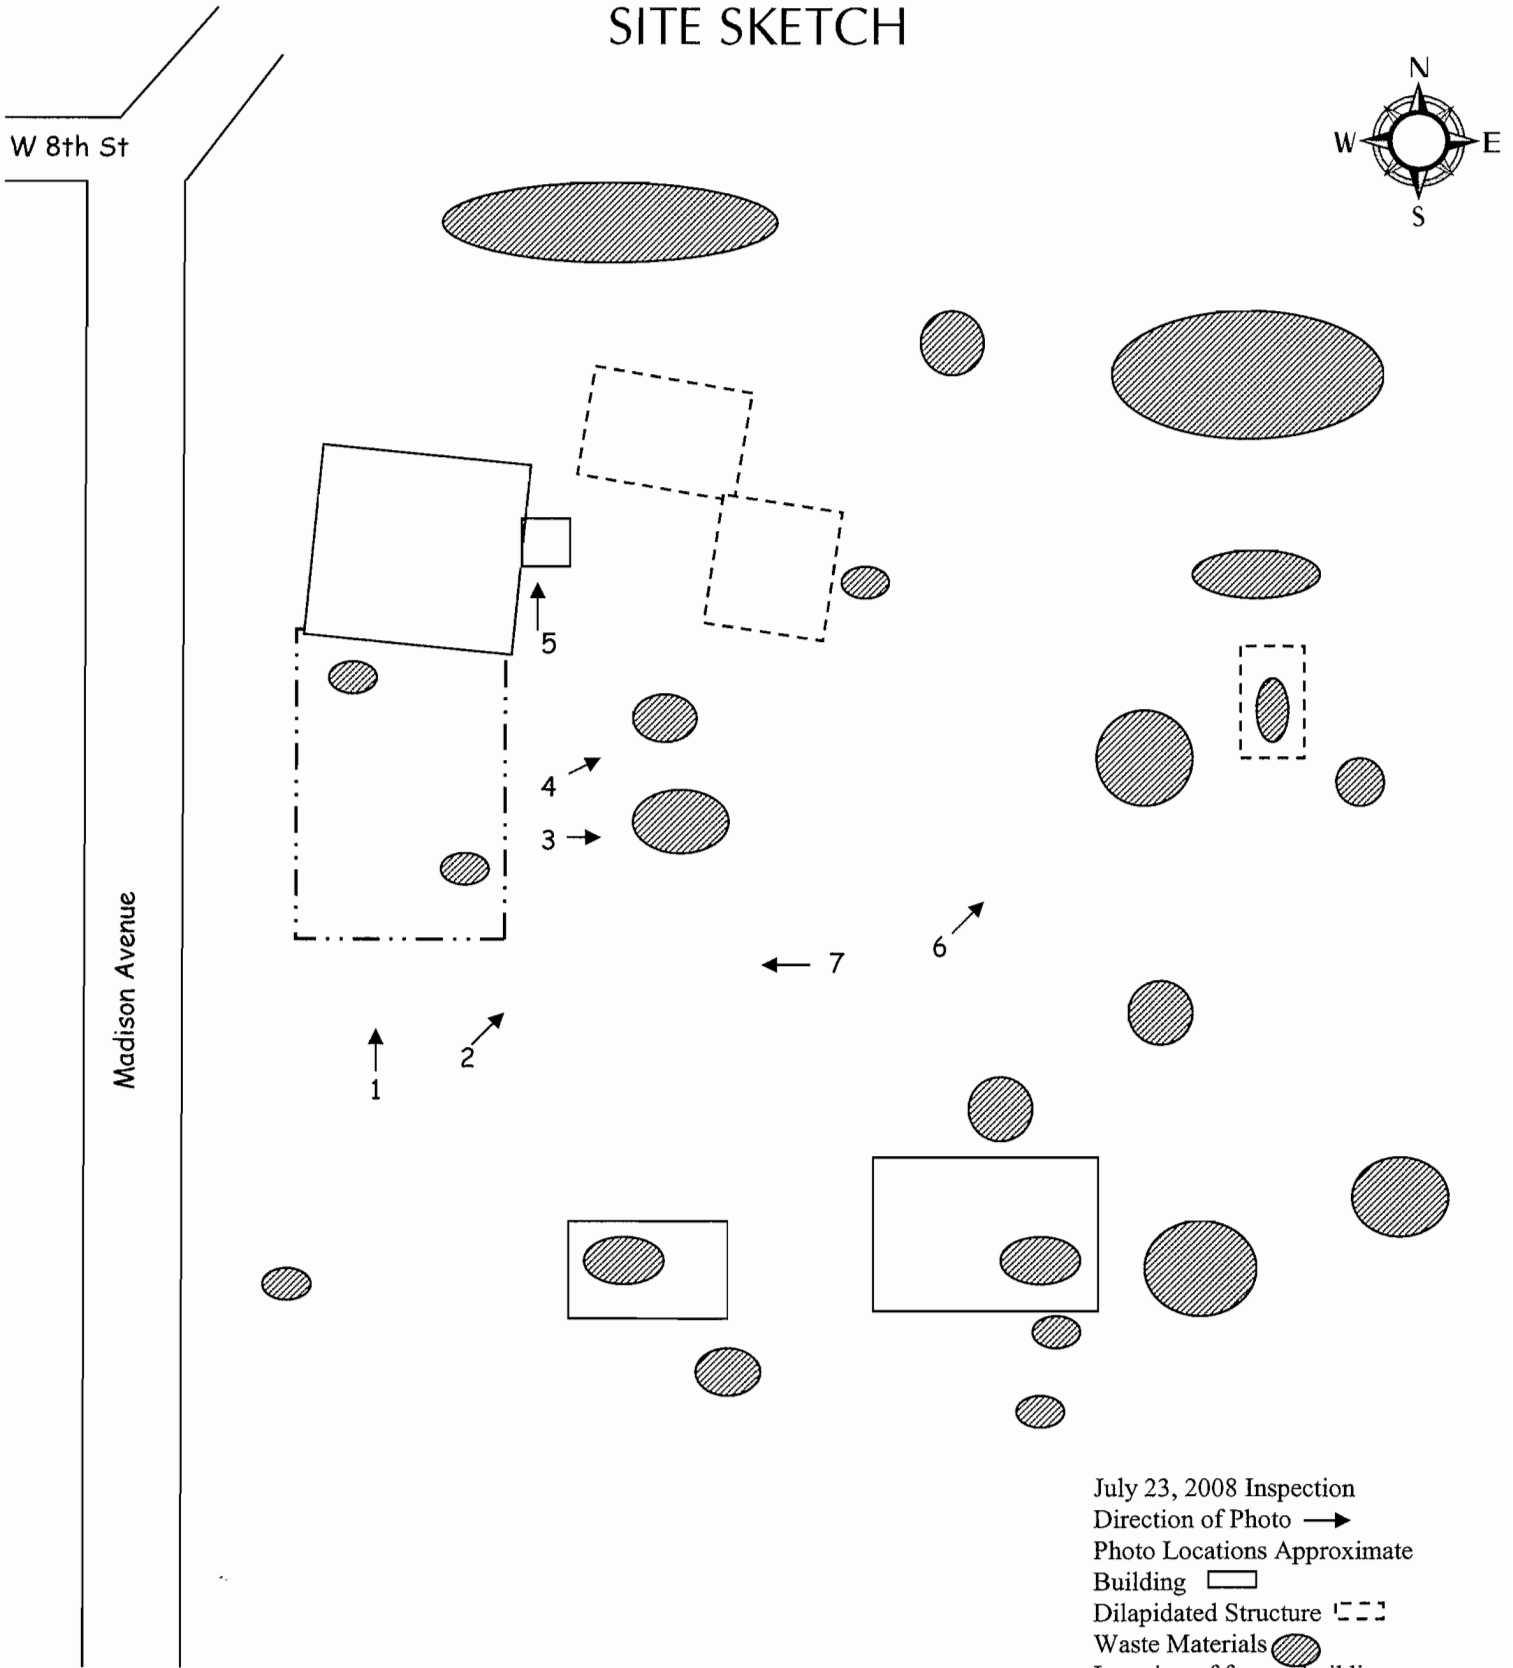 SITE SKETCH
N
W E
S
W 8th St
5
4
3
6
7
2
1
Madison Avenue
July 23, 2008 Inspection
Direction of Photo
Photo Locations Approximate
Building
Dilapidated Structure
Waste Materials